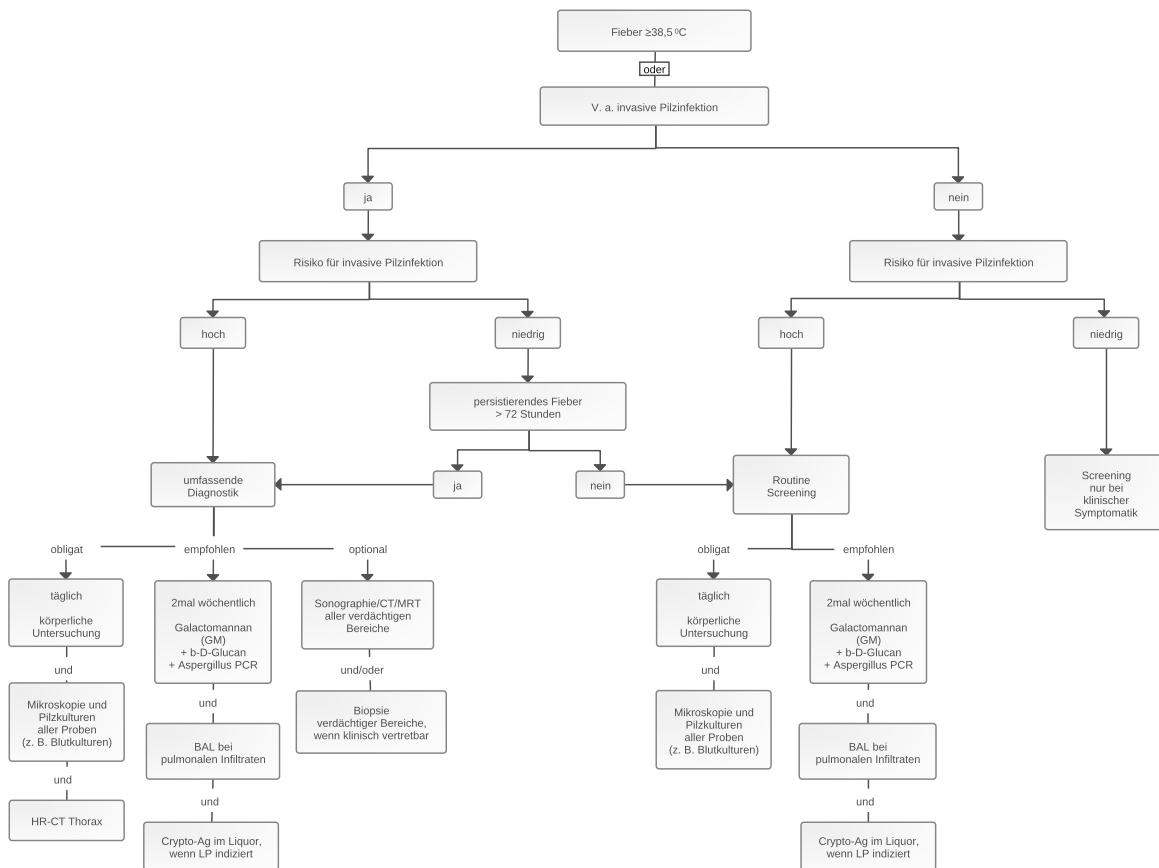 Fieber ≥38,5 ⁰C
oder
V. a. invasive Pilzinfektion
ja
nein
Risiko für invasive Pilzinfektion
Risiko für invasive Pilzinfektion
hoch
niedrig
hoch
niedrig
persistierendes Fieber
> 72 Stunden
umfassende
Diagnostik
ja
nein
Routine
Screening
Screening
nur bei
klinischer
Symptomatik
obligat
empfohlen
optional
obligat
empfohlen
täglich
körperliche
Untersuchung
und
Mikroskopie und
Pilzkulturen
aller Proben
(z. B. Blutkulturen)
und
HR-CT Thorax
2mal wöchentlich
Galactomannan
(GM)
+ b-D-Glucan
+ Aspergillus PCR
und
BAL bei
pulmonalen Infiltraten
und
Crypto-Ag im Liquor,
wenn LP indiziert
Sonographie/CT/MRT
aller verdächtigen
Bereiche
und/oder
Biopsie
verdächtiger Bereiche,
wenn klinisch vertretbar
täglich
körperliche
Untersuchung
und
Mikroskopie und
Pilzkulturen
aller Proben
(z. B. Blutkulturen)
2mal wöchentlich
Galactomannan
(GM)
+ b-D-Glucan
+ Aspergillus PCR
und
BAL bei
pulmonalen Infiltraten
und
Crypto-Ag im Liquor,
wenn LP indiziert